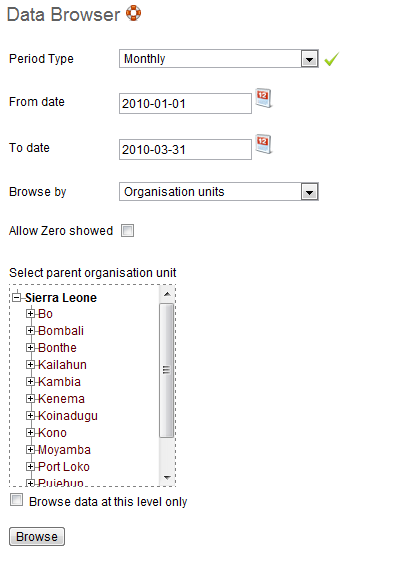 Data Browser
Period Type Monthly
From date 2010-01-01
12
To date 2010-03-31
12
Browse by Organisation units
Allow Zero showed
Select parent organisation unit
Sierra Leone
Bo
Bombali
Bonthe
Kailahun
Kambia
Kenema
Koinadugu
Kono
Moyamba
Port Loko
Pujehun
Browse data at this level only
Browse